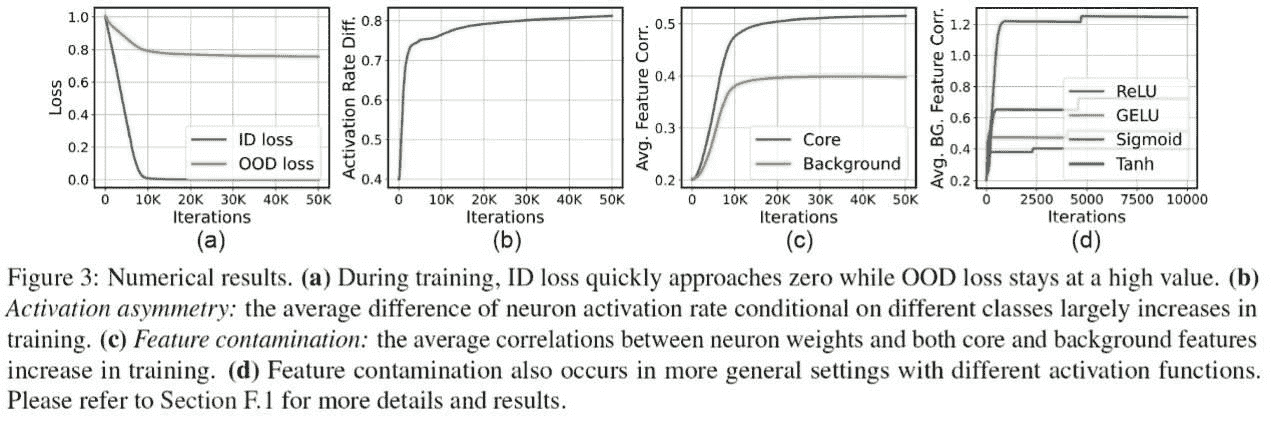 1.0
0.8
0.6
0.4
0.2
0.0
Loss
ID loss
OOD loss
0 10K 20K 30K 40K 50K
Iterations
(a)
0.8
0.7
0.6
0.5
0.4
Activation Rate Diff.
0 10K 20K 30K 40K 50K
Iterations
(b)
0.5
0.4
0.3
0.2
Avg. Feature Corr.
Core
Background
0 10K 20K 30K 40K 50K
Iterations
(c)
1.2
1.0
0.8
0.6
0.4
0.2
Avg. BG. Feature Corr.
ReLU
GELU
Sigmoid
Tanh
0 2500 5000 7500 10000
Iterations
(d)
Figure 3: Numerical results. (a) During training, ID loss quickly approaches zero while OOD loss stays at a high value. (b)
Activation asymmetry: the average difference of neuron activation rate conditional on different classes largely increases in
training. (c) Feature contamination: the average correlations between neuron weights and both core and background features
increase in training. (d) Feature contamination also occurs in more general settings with different activation functions.
Please refer to Section F.1 for more details and results.